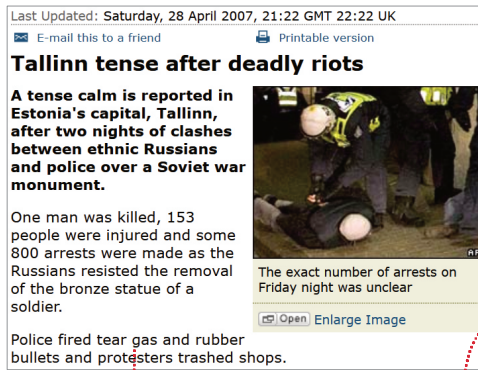 Last Updated: Saturday, 28 April 2007, 21:22 GMT 22:22 UK
E-mail this to a friend
Printable version
Tallinn tense after deadly riots
A tense calm is reported in
Estonia's capital, Tallinn,
after two nights of clashes
between ethnic Russians
and police over a Soviet war
monument.
One man was killed, 153
people were injured and some
800 arrests were made as the
Russians resisted the removal
of the bronze statue of a
soldier.
Police fired tear gas and rubber
bullets and protesters trashed shops.
The exact number of arrests on
Friday night was unclear
Open Enlarge Image